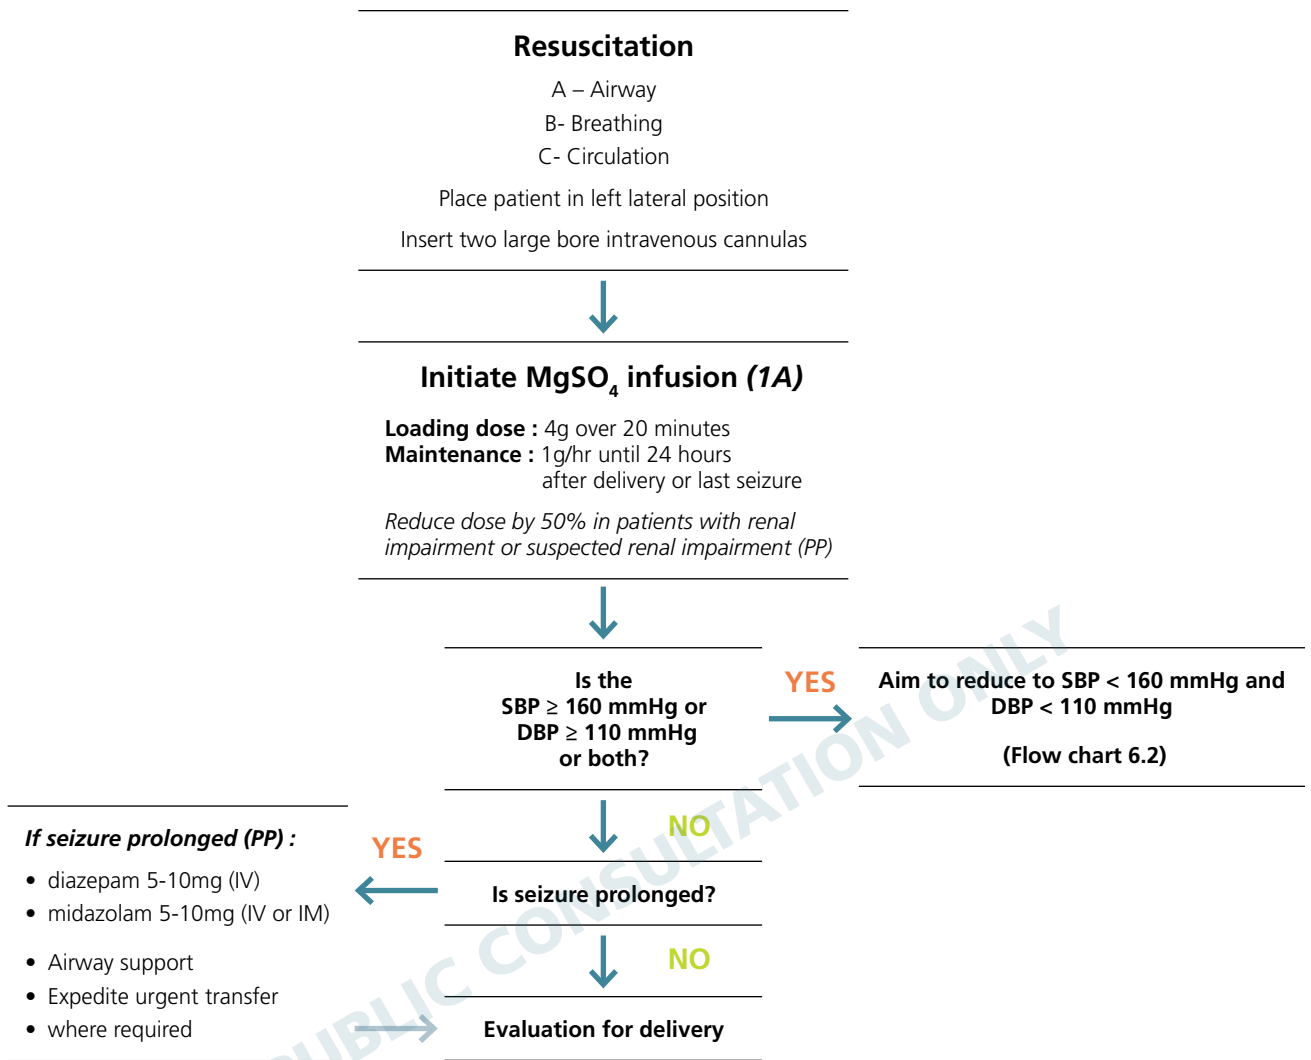 Resuscitation
A – Airway
B- Breathing
C- Circulation
Place patient in left lateral position
Insert two large bore intravenous cannulas
Initiate MgSO4 infusion (1A)
Loading dose : 4g over 20 minutes
Maintenance : 1g/hr until 24 hours
after delivery or last seizure
Reduce dose by 50% in patients with renal
impairment or suspected renal impairment (PP)
Is the
SBP ≥ 160 mmHg or
DBP ≥ 110 mmHg
or both?
YES
Aim to reduce to SBP < 160 mmHg and
DBP < 110 mmHg
(Flow chart 6.2)
NO
Is seizure prolonged?
YES
If seizure prolonged (PP) :
• diazepam 5-10mg (IV)
• midazolam 5-10mg (IV or IM)
• Airway support
• Expedite urgent transfer
• where required
NO
Evaluation for delivery
PUBLIC CONSULTATION ONLY